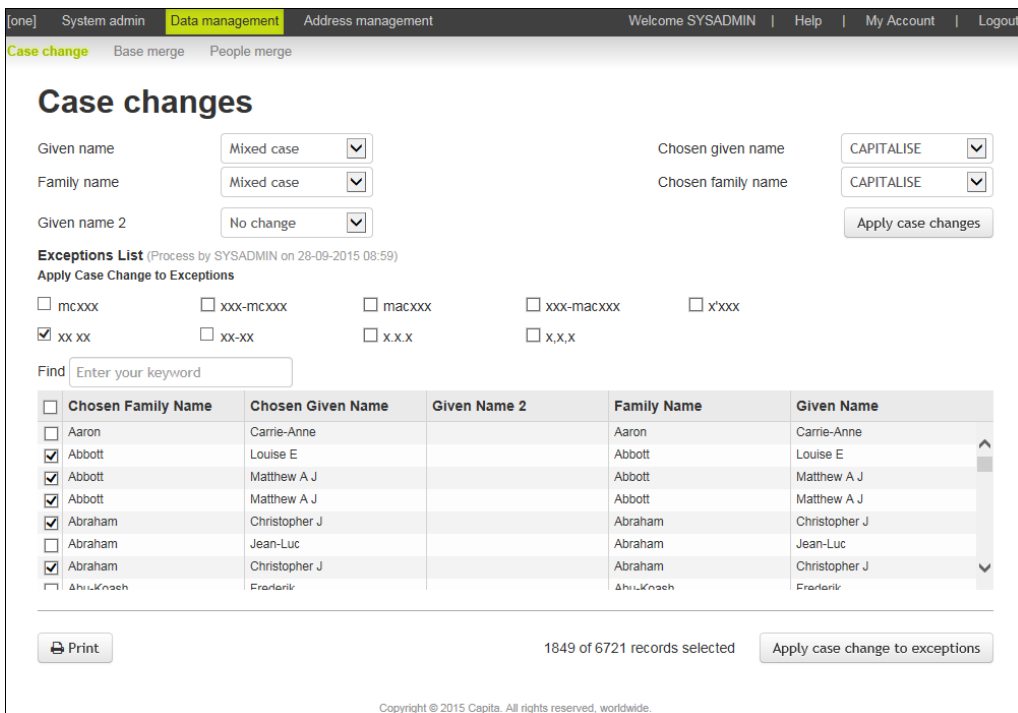 [one] System admin Data management Address management Welcome SYSADMIN | Help | My Account | Logout
Case change Base merge People merge
Case changes
Given name Mixed case Chosen given name CAPITALISE
Family name Mixed case Chosen family name CAPITALISE
Given name 2 No change Apply case changes
Exceptions List (Process by SYSADMIN on 28-09-2015 08:59)
Apply Case Change to Exceptions
mcxxx xxx-mcxxx macxxx xxx-macxxx x'xxx
xx xx xx-xx x.x.x x,x,x
Find Enter your keyword
Chosen Family Name Chosen Given Name Given Name 2 Family Name Given Name
Aaron Carrie-Anne Aaron Carrie-Anne
Abbott Louise E Abbott Louise E
Abbott Matthew A J Abbott Matthew A J
Abbott Matthew A J Abbott Matthew A J
Abraham Christopher J Abraham Christopher J
Abraham Jean-Luc Abraham Jean-Luc
Abraham Christopher J Abraham Christopher J
Abu-Koash Frederik Abu-Koash Frederik
Print 1849 of 6721 records selected Apply case change to exceptions
Copyright © 2015 Capita. All rights reserved, worldwide.